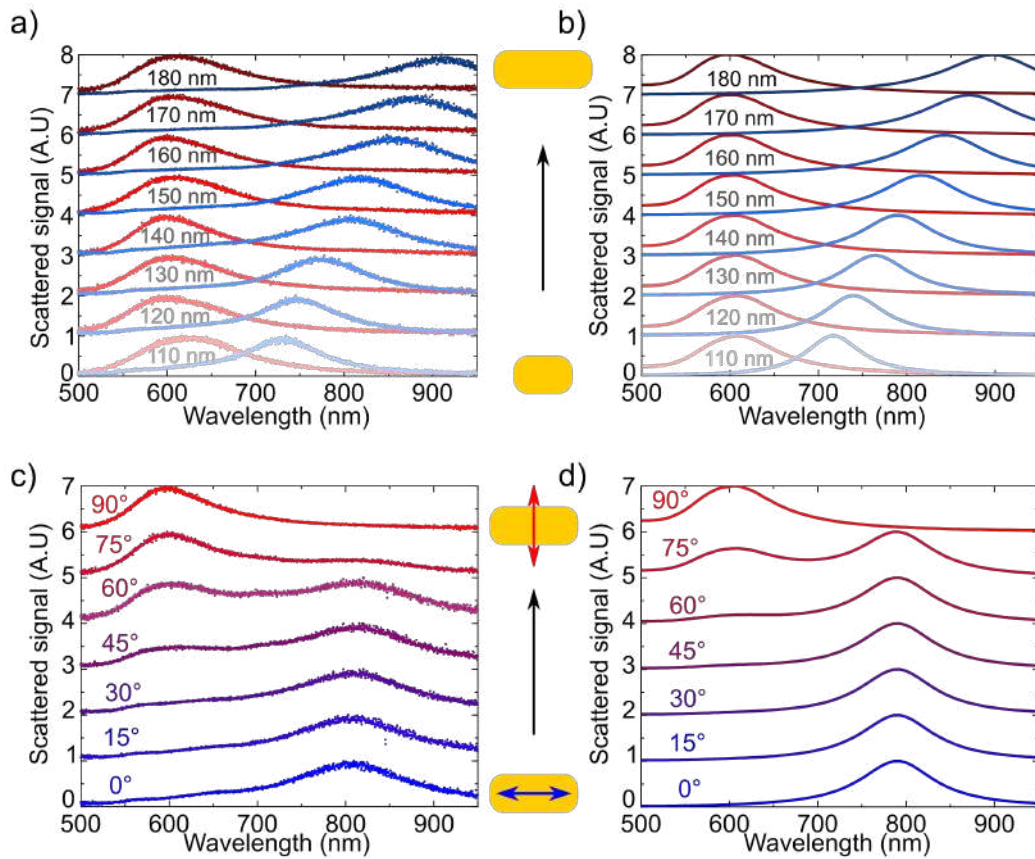 a)
8
7
6
5
4
3
2
1
0
180 nm
170 nm
160 nm
150 nm
140 nm
130 nm
120 nm
110 nm
500 600 700 800 900
Wavelength (nm)
Scattered signal (A.U)
b)
8
7
6
5
4
3
2
1
0
180 nm
170 nm
160 nm
150 nm
140 nm
130 nm
120 nm
110 nm
500 600 700 800 900
Wavelength (nm)
Scattered signal (A.U)
c)
7
6
5
4
3
2
1
0
90°
75°
60°
45°
30°
15°
0°
500 600 700 800 900
Wavelength (nm)
Scattered signal (A.U)
d)
7
6
5
4
3
2
1
0
90°
75°
60°
45°
30°
15°
0°
500 600 700 800 900
Wavelength (nm)
Scattered signal (A.U)